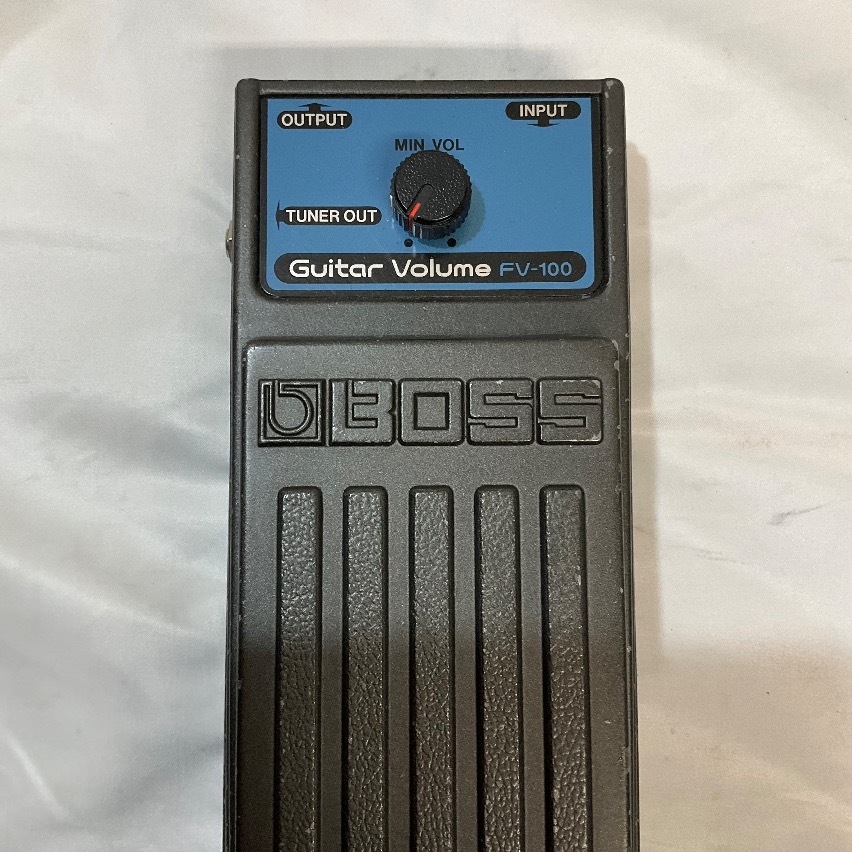 OUTPUT
INPUT
MIN VOL
TUNER OUT
Guitar Volume FV-100
BOSS